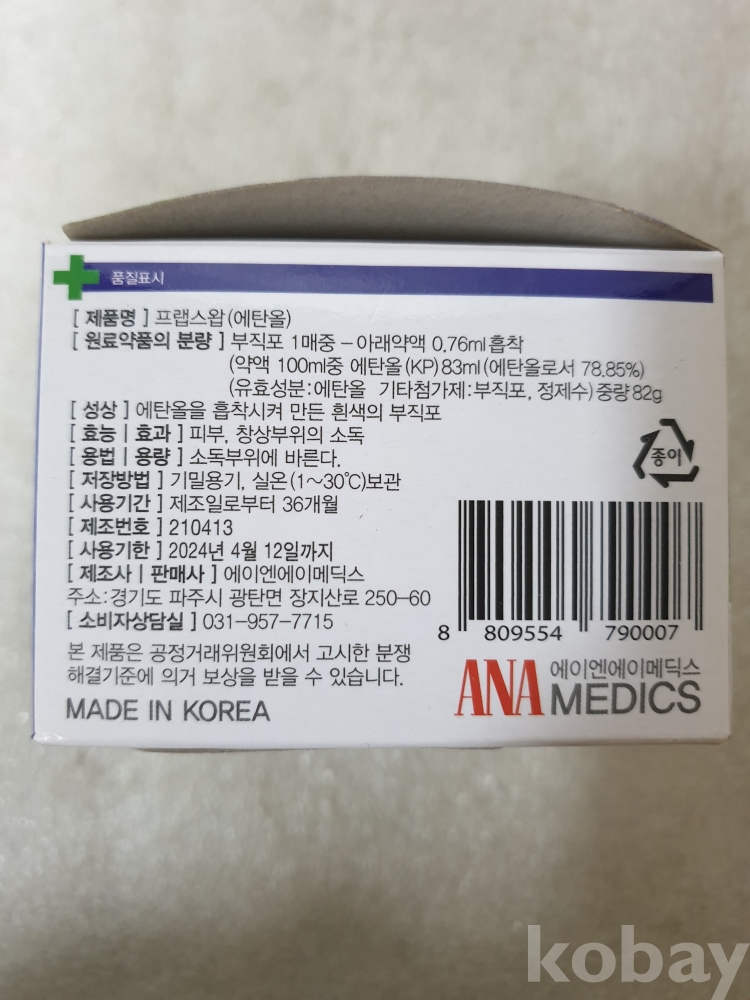 품질표시
[ 제품명 ] 프랩스왑(에탄올)
[ 원료약품의 분량 ] 부직포 1매중 – 아래약액 0.76ml 흡착
(약액 100ml중 에탄올(KP) 83ml(에탄올로서 78.85%)
(유효성분:에탄올 기타첨가제:부직포, 정제수) 중량 82g
[ 성상 ] 에탄올을 흡착시켜 만든 흰색의 부직포
[ 효능 | 효과 ] 피부, 창상부위의 소독
[ 용법 | 용량 ] 소독부위에 바른다.
[ 저장방법 ] 기밀용기, 실온(1~30℃)보관
[ 사용기간 ] 제조일로부터 36개월
[ 제조번호 ] 210413
[ 사용기한 ] 2024년 4월 12일까지
[ 제조사 | 판매사 ] 에이엔에이메딕스
주소:경기도 파주시 광탄면 장지산로 250-60
[ 소비자상담실 ] 031-957-7715
본 제품은 공정거래위원회에서 고시한 분쟁
해결기준에 의거 보상을 받을 수 있습니다.
MADE IN KOREA
종이
8 809554 790007
ANA 에이엔에이메딕스
MEDICS
kobay